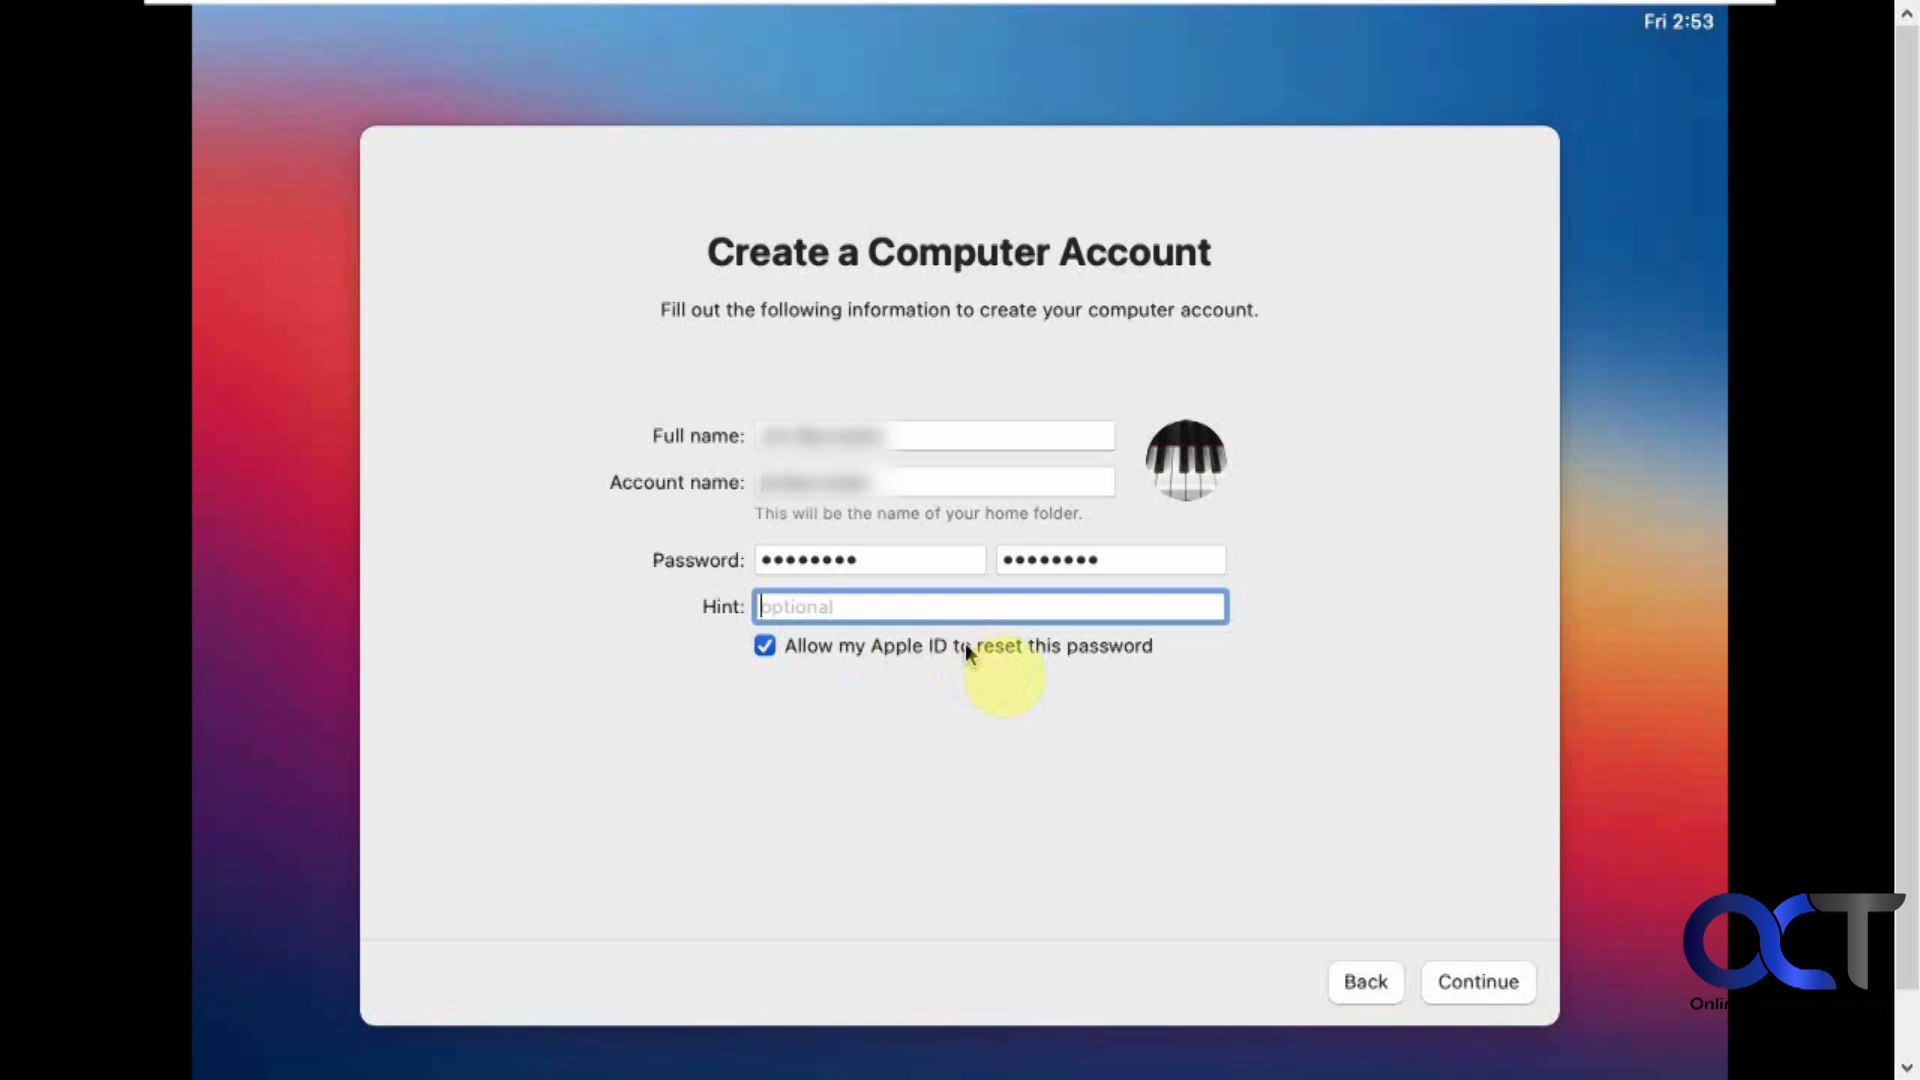 Fri 2:53
Create a Computer Account
Fill out the following information to create your computer account.
Full name:
Account name:
This will be the name of your home folder.
Password: •••••••• ••••••••
Hint: optional
Allow my Apple ID to reset this password
Back Continue
OCT